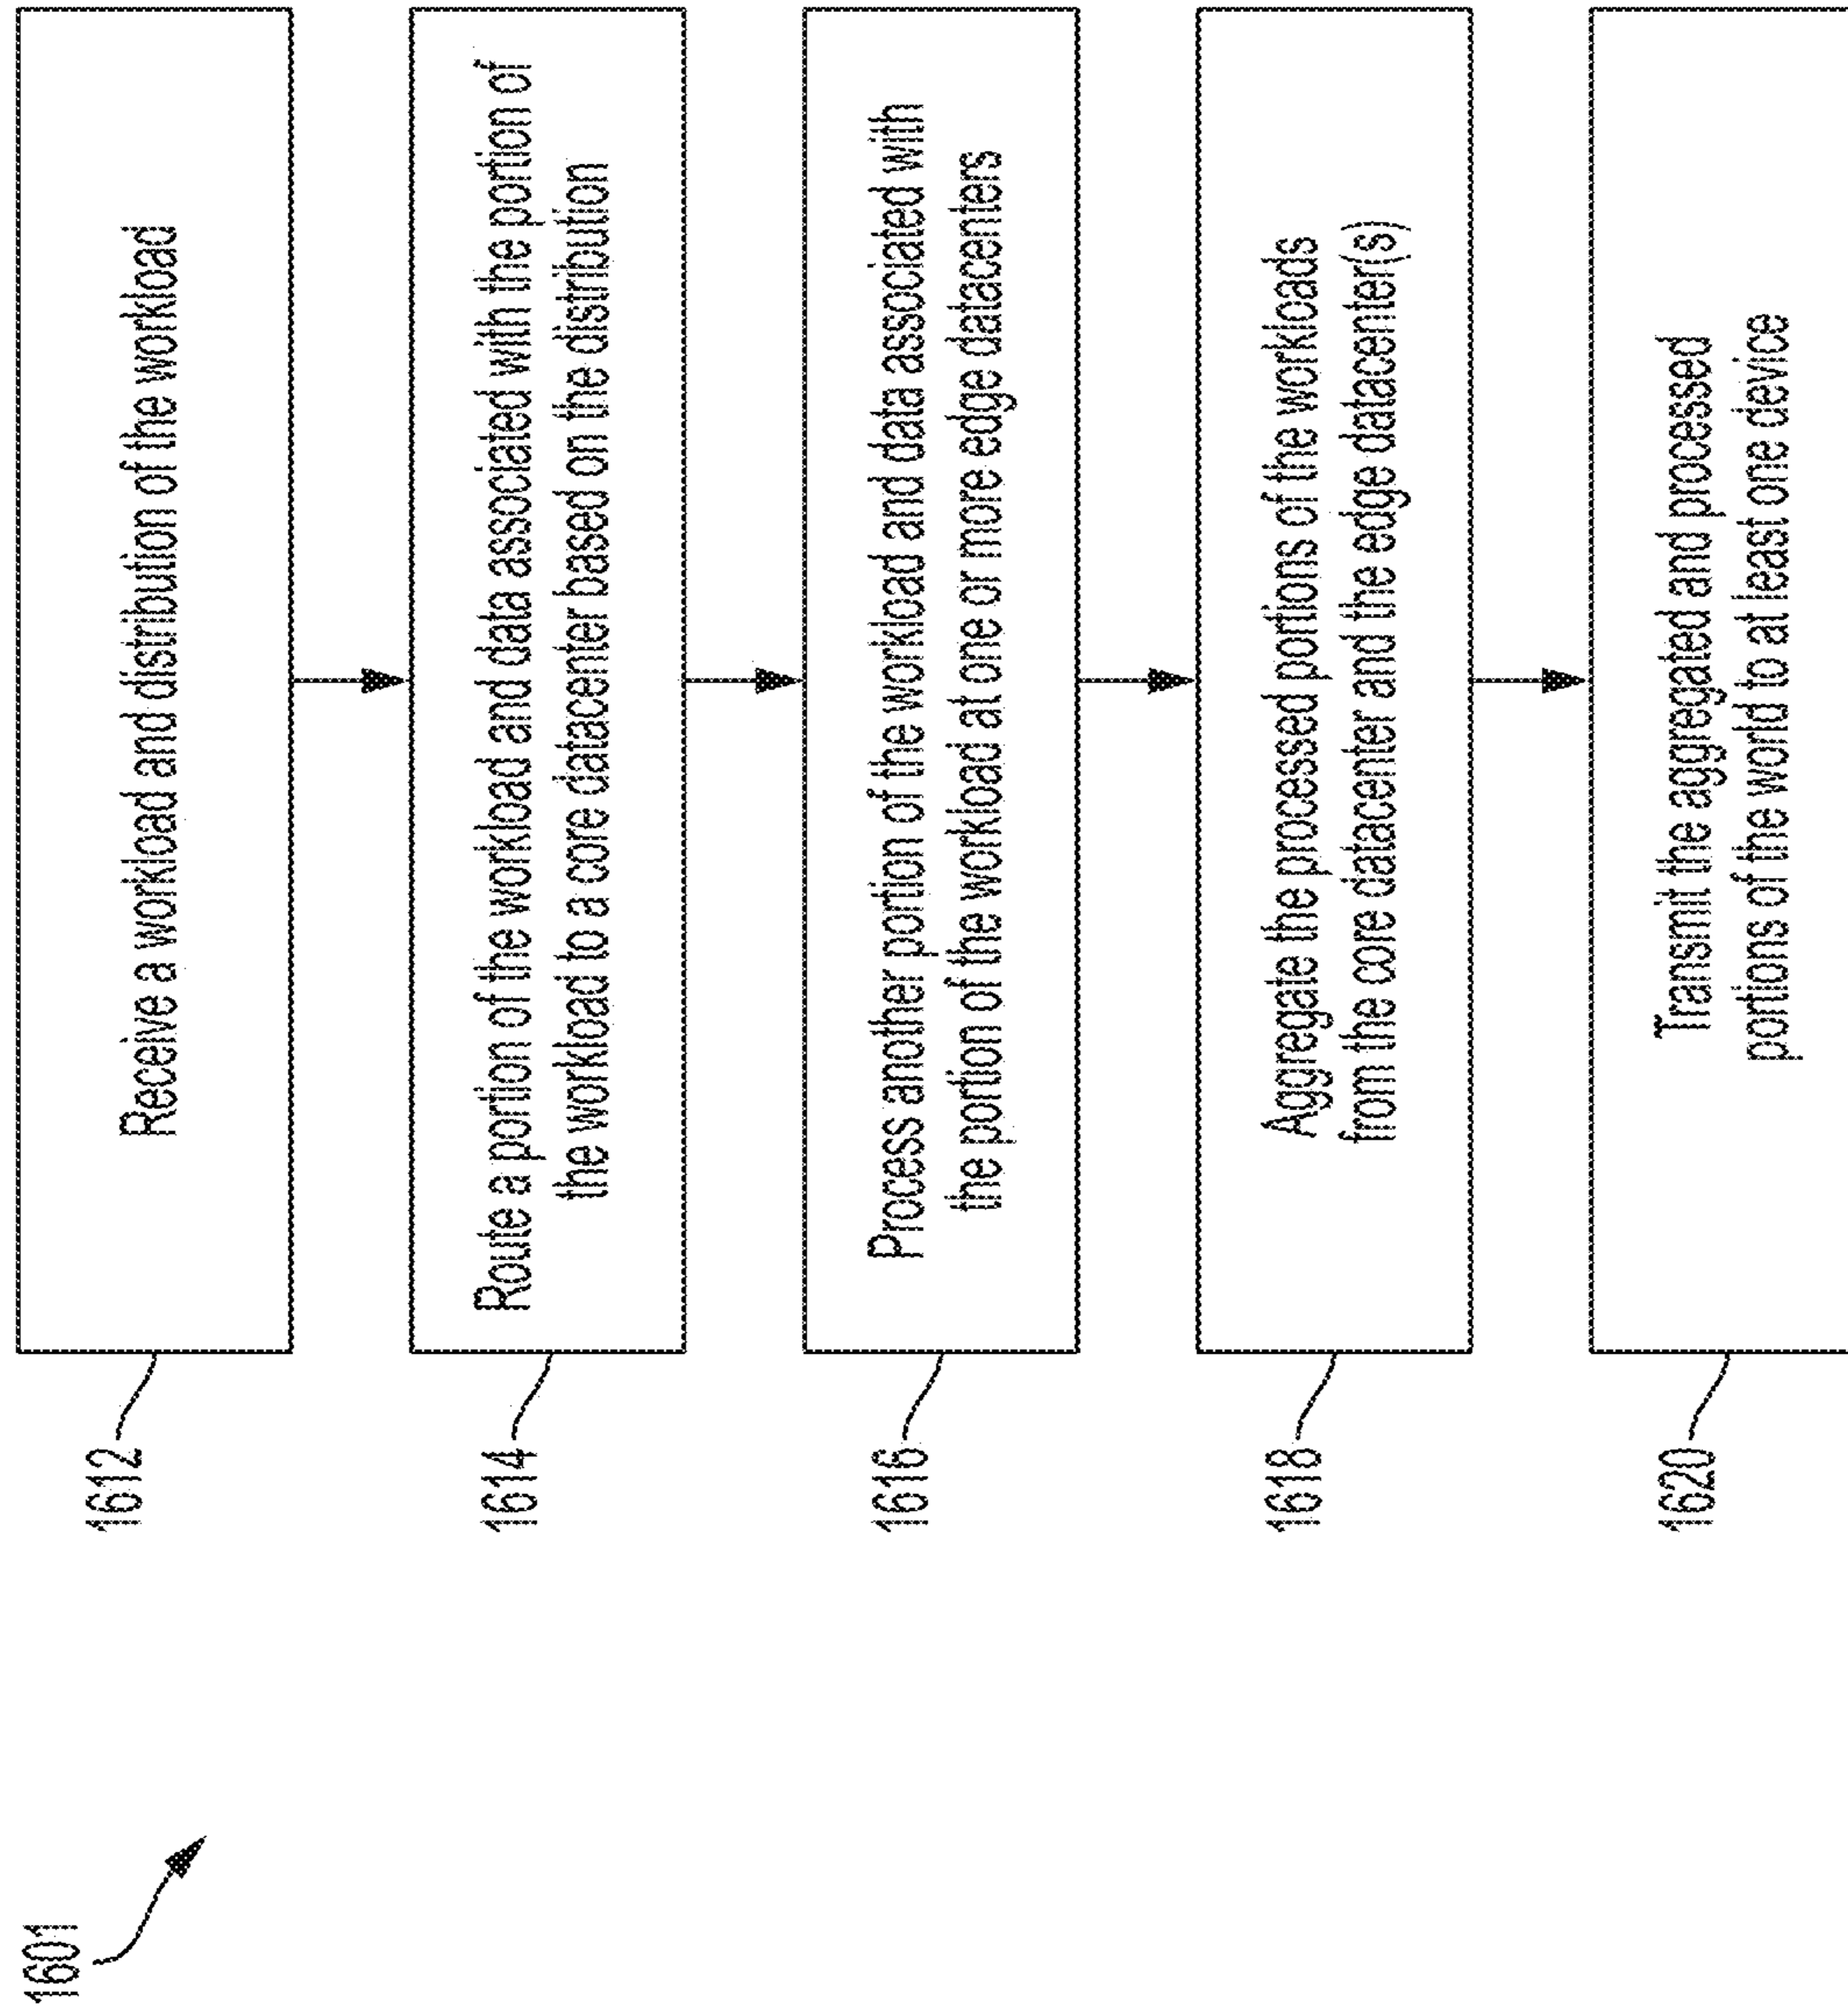 1601
1612
Receive a workload and distribution of the workload
1614
Route a portion of the workload and data associated with the portion of
the workload to a core datacenter based on the distribution
1616
Process another portion of the workload and data associated with
the portion of the workload at one or more edge datacenters
1618
Aggregate the processed portions of the workloads
from the core datacenter and the edge datacenter(s)
1620
Transmit the aggregated and processed
portions of the world to at least one device